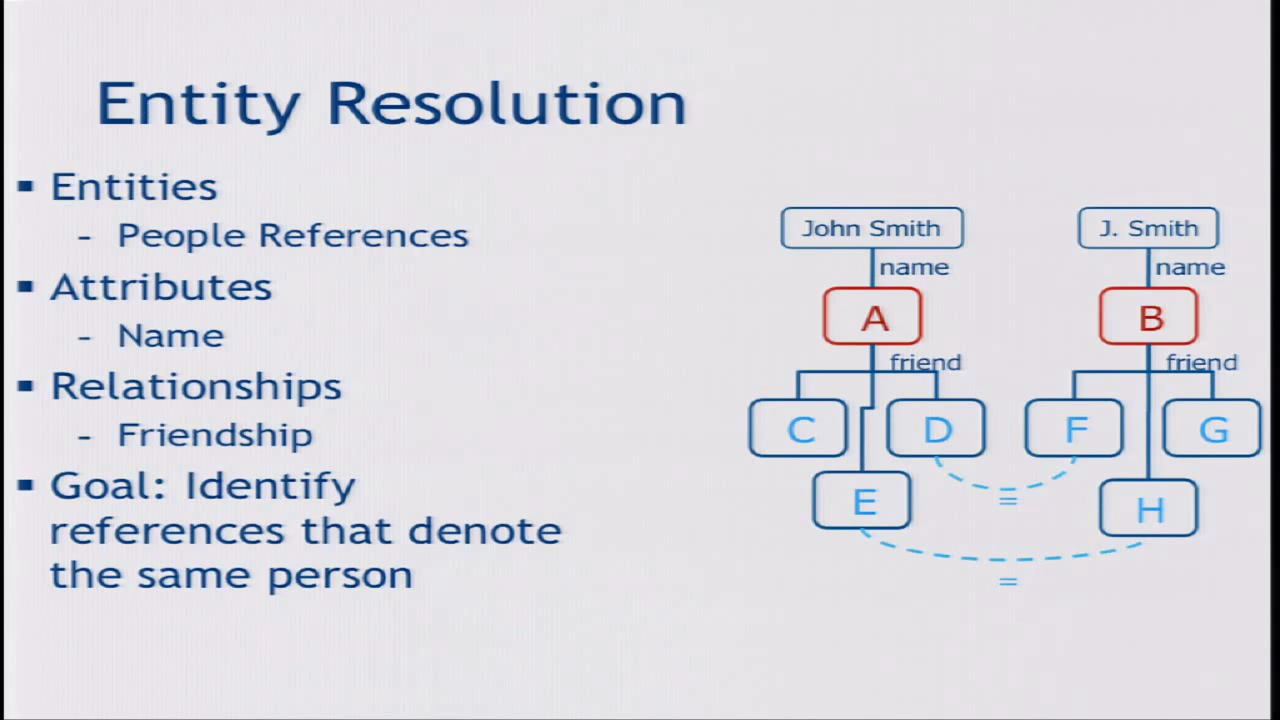 Entity Resolution
▪ Entities
- People References
▪ Attributes
- Name
▪ Relationships
- Friendship
▪ Goal: Identify
references that denote
the same person
John Smith
J. Smith
name
name
A
B
friend
friend
C
D
F
G
E
H
=
=